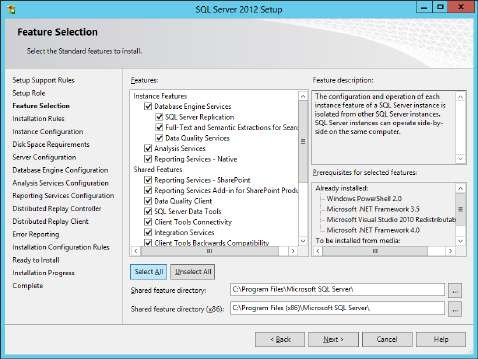 SQL Server 2012 Setup
Feature Selection
Select the Standard features to install.
Setup Support Rules
Setup Role
Feature Selection
Installation Rules
Instance Configuration
Disk Space Requirements
Server Configuration
Database Engine Configuration
Analysis Services Configuration
Reporting Services Configuration
Distributed Replay Controller
Distributed Replay Client
Error Reporting
Installation Configuration Rules
Ready to Install
Installation Progress
Complete
Features:
Instance Features
Database Engine Services
SQL Server Replication
Full-Text and Semantic Extractions for Sear
Data Quality Services
Analysis Services
Reporting Services - Native
Shared Features
Reporting Services - SharePoint
Reporting Services Add-in for SharePoint Produ
Data Quality Client
SQL Server Data Tools
Client Tools Connectivity
Integration Services
Client Tools Backwards Compatibility
Select All
Unselect All
Feature description:
The configuration and operation of each
instance feature of a SQL Server instance is
isolated from other SQL Server instances.
SQL Server instances can operate side-by-
side on the same computer.
Prerequisites for selected features:
Already installed:
Windows PowerShell 2.0
Microsoft .NET Framework 3.5
Microsoft Visual Studio 2010 Redistributa
Microsoft .NET Framework 4.0
To be installed from media:
Shared feature directory:
C:\Program Files\Microsoft SQL Server\
...
Shared feature directory (x86):
C:\Program Files (x86)\Microsoft SQL Server\
...
< Back
Next >
Cancel
Help